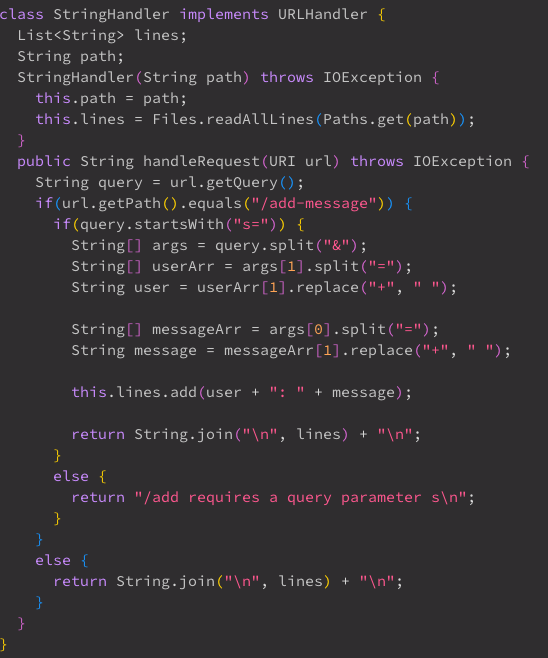 class StringHandler implements URLHandler {
  List<String> lines;
  String path;
  StringHandler(String path) throws IOException {
    this.path = path;
    this.lines = Files.readAllLines(Paths.get(path));
  }
  public String handleRequest(URI url) throws IOException {
    String query = url.getQuery();
    if(url.getPath().equals("/add-message")) {
      if(query.startsWith("s=")) {
        String[] args = query.split("&");
        String[] userArr = args[1].split("=");
        String user = userArr[1].replace("+", " ");

        String[] messageArr = args[0].split("=");
        String message = messageArr[1].replace("+", " ");

        this.lines.add(user + ": " + message);

        return String.join("\n", lines) + "\n";
      }
      else {
        return "/add requires a query parameter s\n";
      }
    }
    else {
      return String.join("\n", lines) + "\n";
    }
  }
}